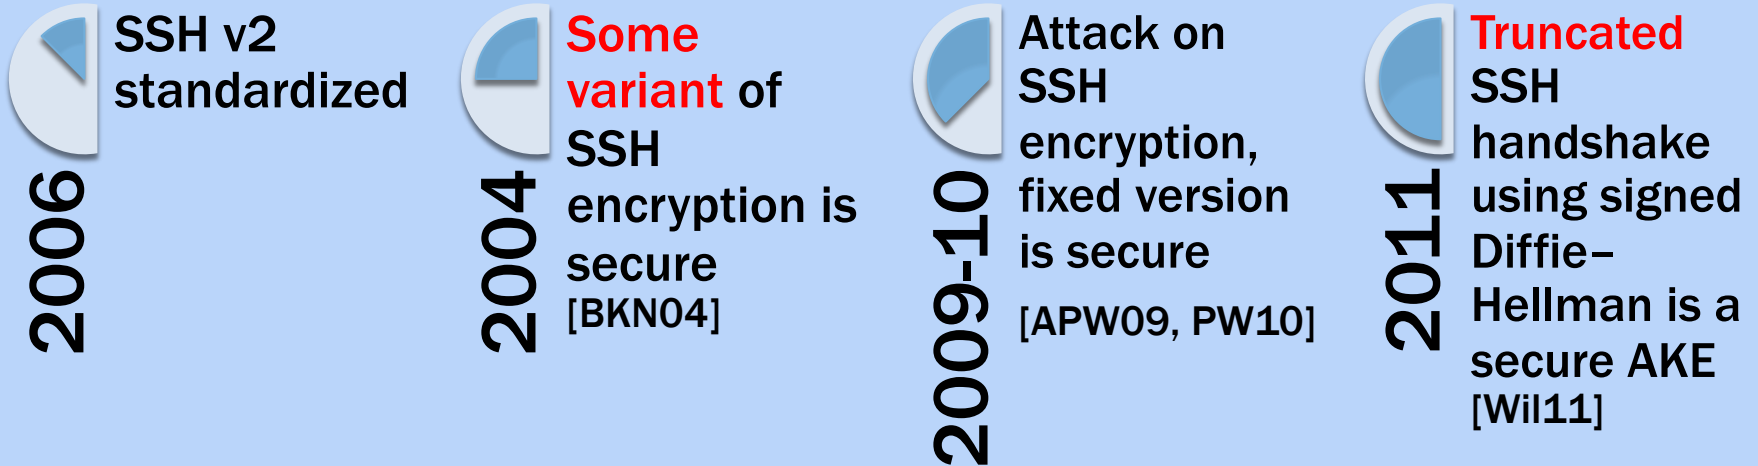 2006
SSH v2
standardized
2004
Some
variant of
SSH
encryption is
secure
[BKN04]
2009-10
Attack on
SSH
encryption,
fixed version
is secure
[APW09, PW10]
2011
Truncated
SSH
handshake
using signed
Diffie–
Hellman is a
secure AKE
[Wil11]